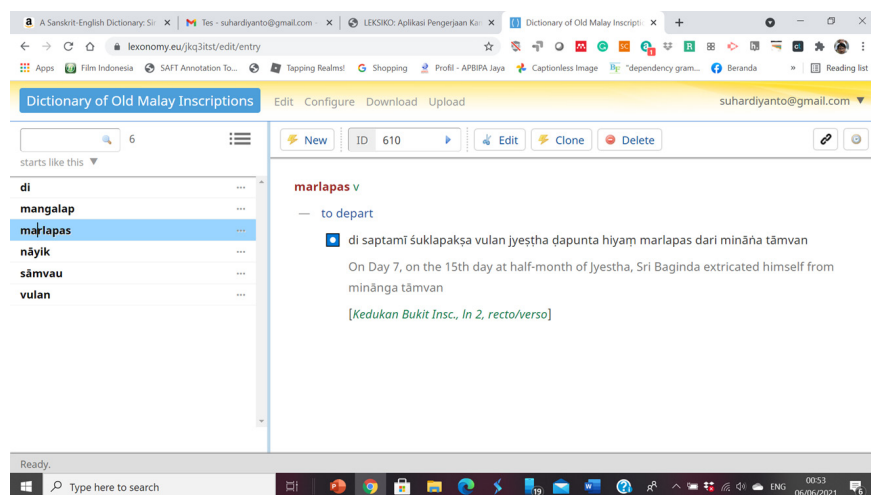 A Sanskrit-English Dictionary: Sir
Tes - suhardiyanto@gmail.com -
LEKSIKO: Aplikasi Pengerjaan Ka
Dictionary of Old Malay Inscripti
lexonomy.eu/jkq3itst/edit/entry
Apps Film Indonesia SAFT Annotation To... Tapping Realms! Shopping Profil - APBIPA Jaya Captionless Image "dependency gram... Beranda » Reading list
Dictionary of Old Malay Inscriptions Edit Configure Download Upload suhardiyanto@gmail.com ▼
6
New ID 610 Edit Clone Delete
starts like this ▼
di
mangalap
marlapas
nāyik
sāmvau
vulan
marlapas v
— to depart
di saptamī śuklapakṣa vulan jyeṣṭha ḍapunta hiyaṃ marlapas dari mināṅa tāmvan
On Day 7, on the 15th day at half-month of Jyestha, Sri Baginda extricated himself from
minānga tāmvan
[Kedukan Bukit Insc., ln 2, recto/verso]
Ready.
Type here to search
19
ENG
00:53
06/06/2021